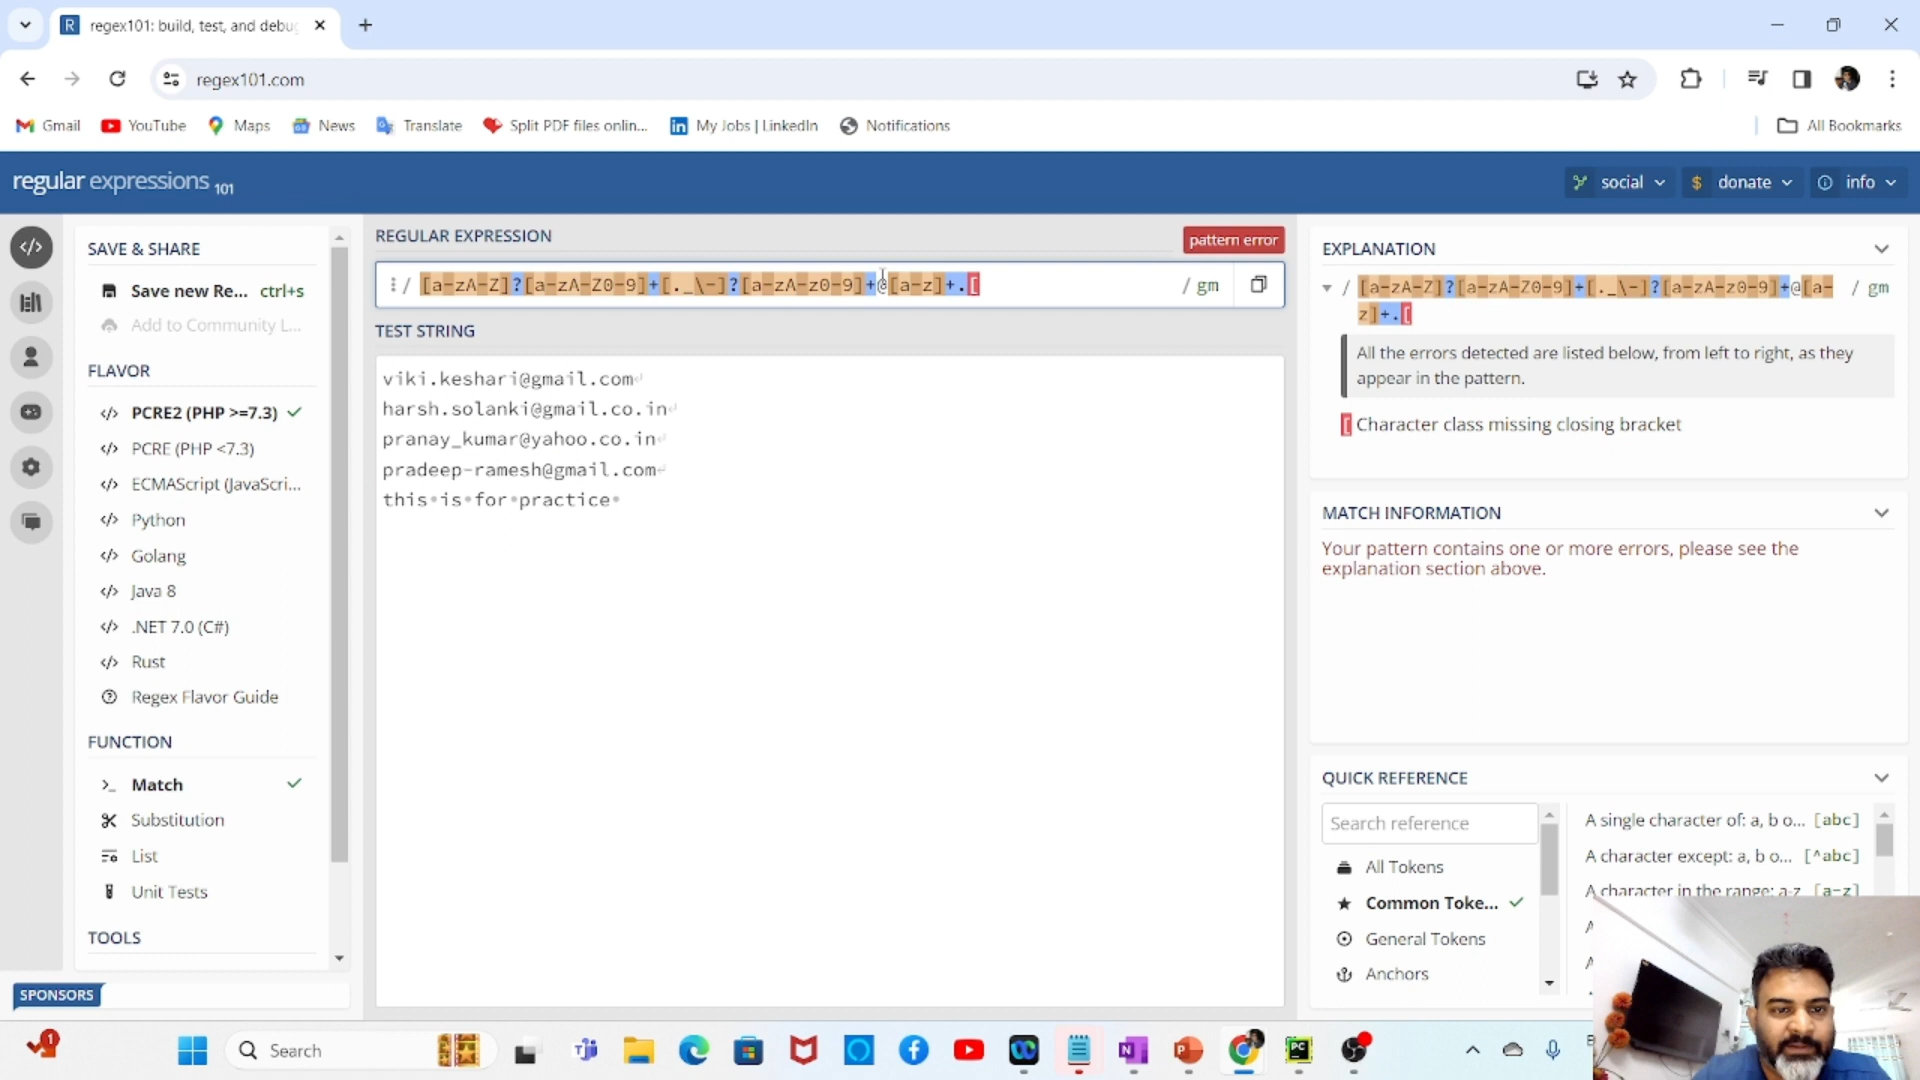 regex101: build, test, and debug
regex101.com
Gmail YouTube Maps News Translate Split PDF files onlin... My Jobs | LinkedIn Notifications All Bookmarks
regular expressions 101 social donate info
SAVE & SHARE
Save new Re... ctrl+s
Add to Community L...
FLAVOR
PCRE2 (PHP >=7.3)
PCRE (PHP <7.3)
ECMAScript (JavaScri...
Python
Golang
Java 8
.NET 7.0 (C#)
Rust
Regex Flavor Guide
FUNCTION
Match
Substitution
List
Unit Tests
TOOLS
SPONSORS
REGULAR EXPRESSION pattern error
/ [a-zA-Z]?[a-zA-Z0-9]+[._\-]?[a-zA-z0-9]+@[a-z]+.[ / gm
TEST STRING
viki.keshari@gmail.com
harsh.solanki@gmail.co.in
pranay_kumar@yahoo.co.in
pradeep-ramesh@gmail.com
this is for practice
EXPLANATION
/ [a-zA-Z]?[a-zA-Z0-9]+[._\-]?[a-zA-z0-9]+@[a- / gm
z]+.[
All the errors detected are listed below, from left to right, as they
appear in the pattern.
[ Character class missing closing bracket
MATCH INFORMATION
Your pattern contains one or more errors, please see the
explanation section above.
QUICK REFERENCE
Search reference
All Tokens
Common Toke...
General Tokens
Anchors
A single character of: a, b o... [abc]
A character except: a, b o... [^abc]
A character in the range: a-z [a-z]
Search